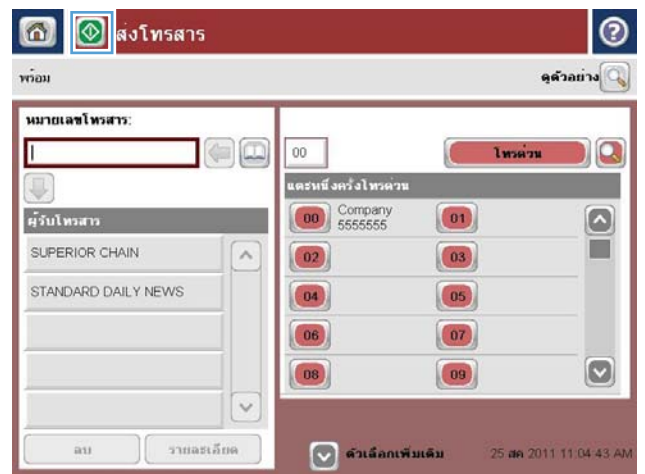 ส่งโทรสาร
พร้อม
ดูตัวอย่าง
หมายเลขโทรสาร:
00
โทรด่วน
แตะหนึ่งครั้งโทรด่วน
ผู้รับโทรสาร
00 Company 01
5555555
SUPERIOR CHAIN
02 03
STANDARD DAILY NEWS
04 05
06 07
08 09
ลบ
รายละเอียด
ตัวเลือกเพิ่มเติม
25 สค 2011 11:04:43 AM